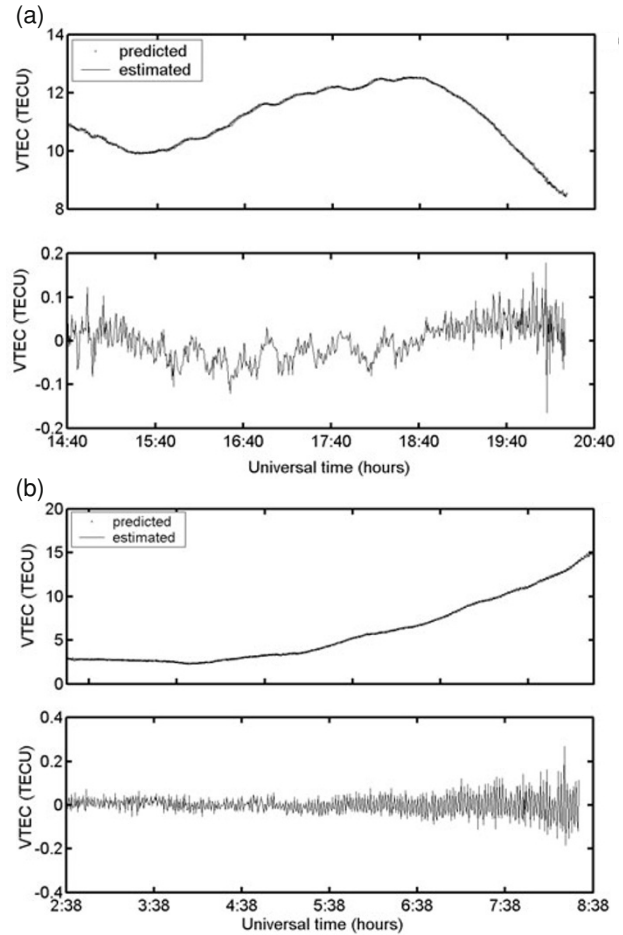 (a)
14
predicted
estimated
12
10
8
VTEC (TECU)
0.2
0.1
0
-0.1
-0.2
VTEC (TECU)
14:40 15:40 16:40 17:40 18:40 19:40 20:40
Universal time (hours)
(b)
20
predicted
estimated
15
10
5
0
VTEC (TECU)
0.4
0.2
0
-0.2
-0.4
VTEC (TECU)
2:38 3:38 4:38 5:38 6:38 7:38 8:38
Universal time (hours)